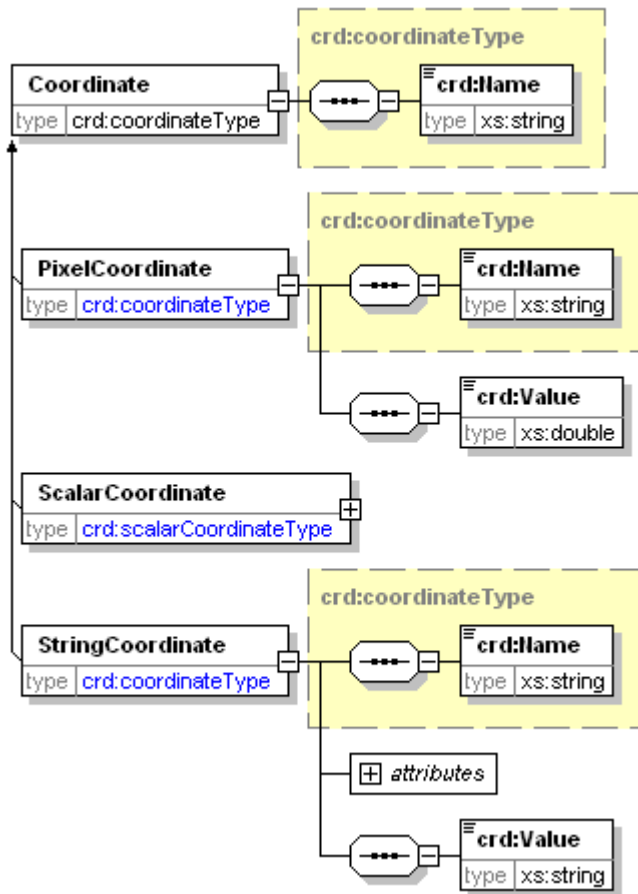 crd:coordinateType
Coordinate
type crd:coordinateType
crd:Name
type xs:string
crd:coordinateType
PixelCoordinate
type crd:coordinateType
crd:Name
type xs:string
crd:Value
type xs:double
ScalarCoordinate
type crd:scalarCoordinateType
crd:coordinateType
StringCoordinate
type crd:coordinateType
crd:Name
type xs:string
attributes
crd:Value
type xs:string